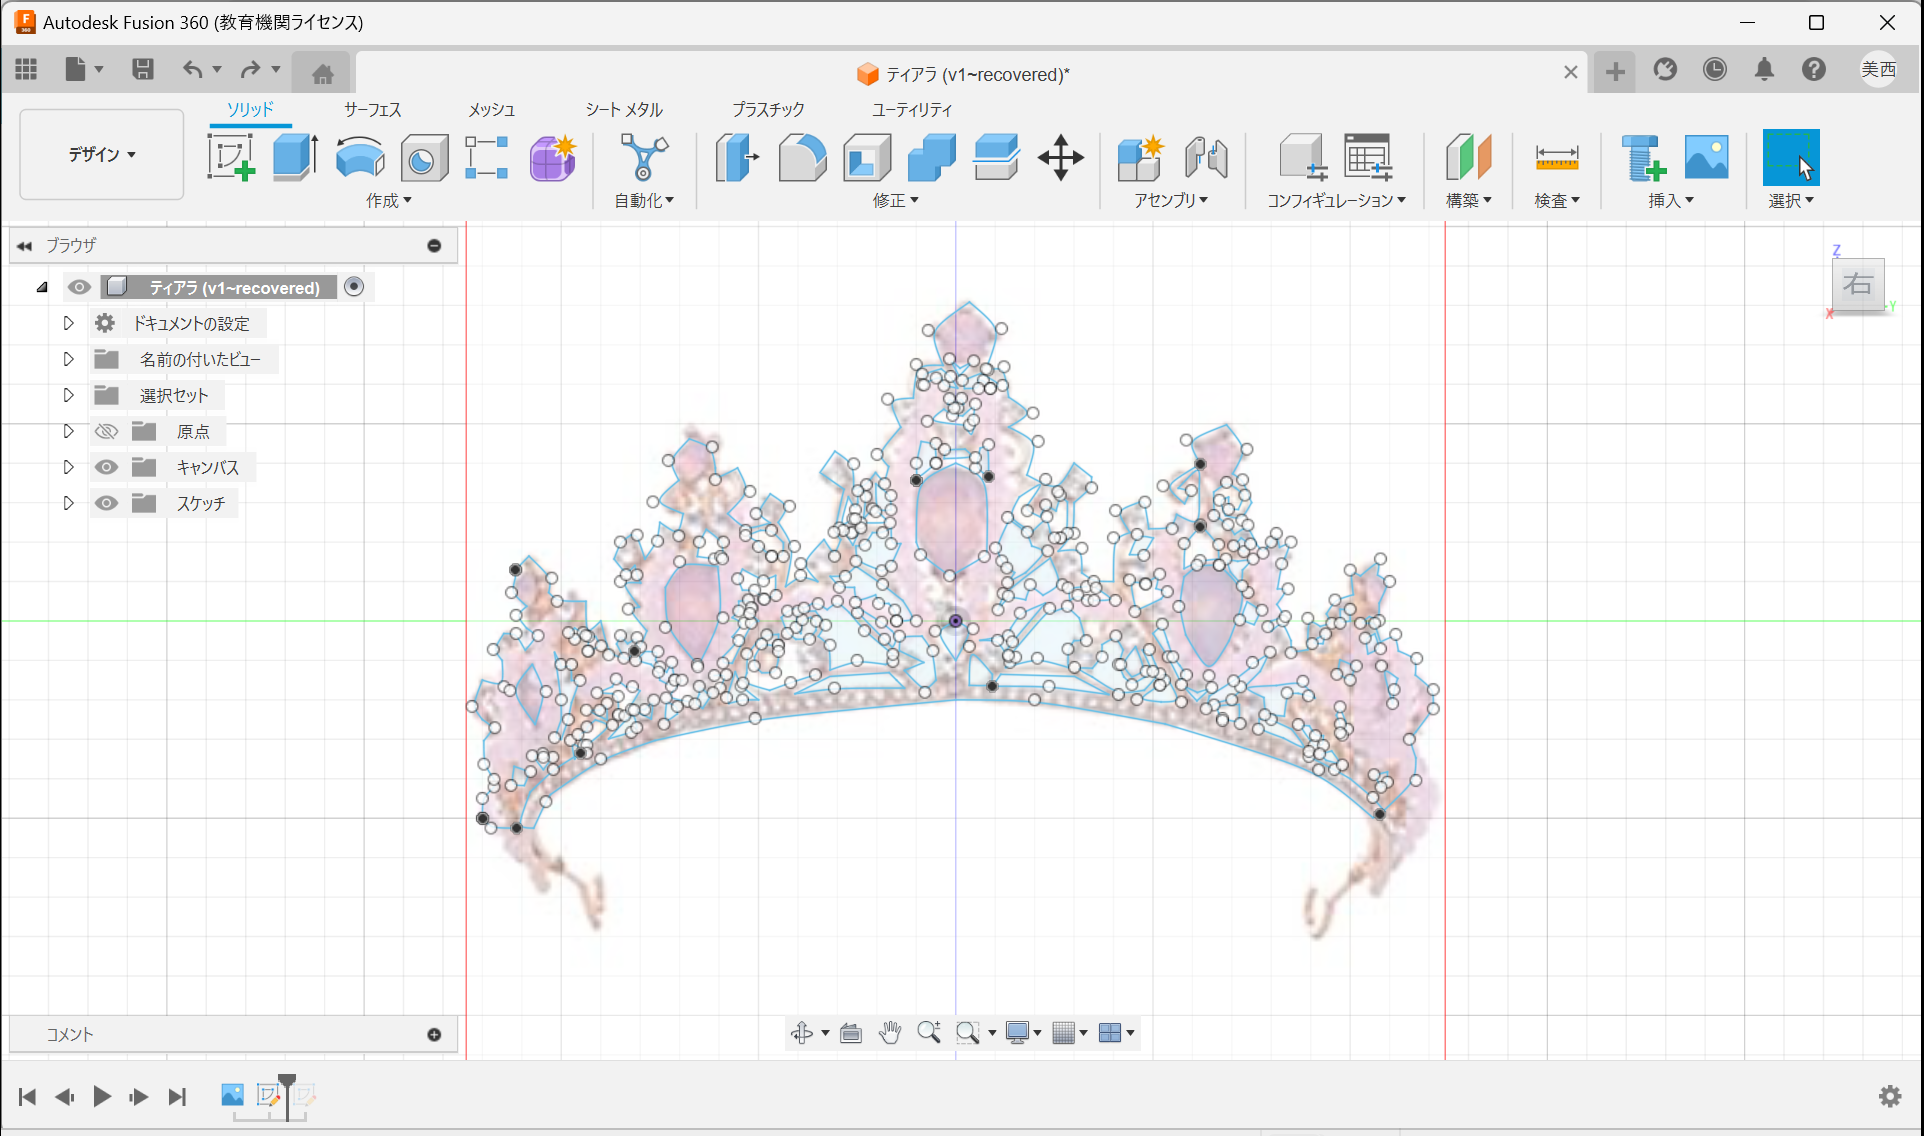 Autodesk Fusion 360 (教育機関ライセンス)
ティアラ (v1~recovered)*
美西
デザイン
ソリッド
サーフェス
メッシュ
シート メタル
プラスチック
ユーティリティ
作成
自動化
修正
アセンブリ
コンフィギュレーション
構築
検査
挿入
選択
ブラウザ
ティアラ (v1~recovered)
ドキュメントの設定
名前の付いたビュー
選択セット
原点
キャンバス
スケッチ
Z
右
X
Y
コメント